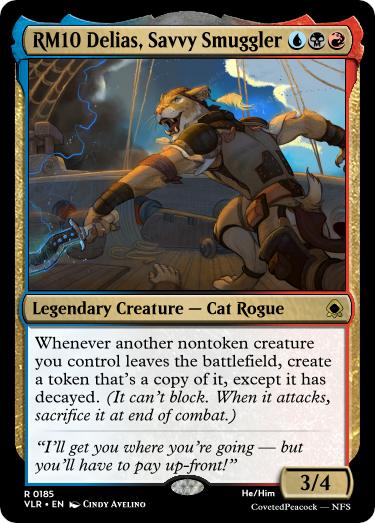 RM10 Delias, Savvy Smuggler
Legendary Creature — Cat Rogue
Whenever another nontoken creature
you control leaves the battlefield, create
a token that's a copy of it, except it has
decayed. (It can't block. When it attacks,
sacrifice it at end of combat.)
"I'll get you where you're going — but
you'll have to pay up-front!"
3/4
R 0185
VLR • EN Cindy Avelino
He/Him
CovetedPeacock — NFS